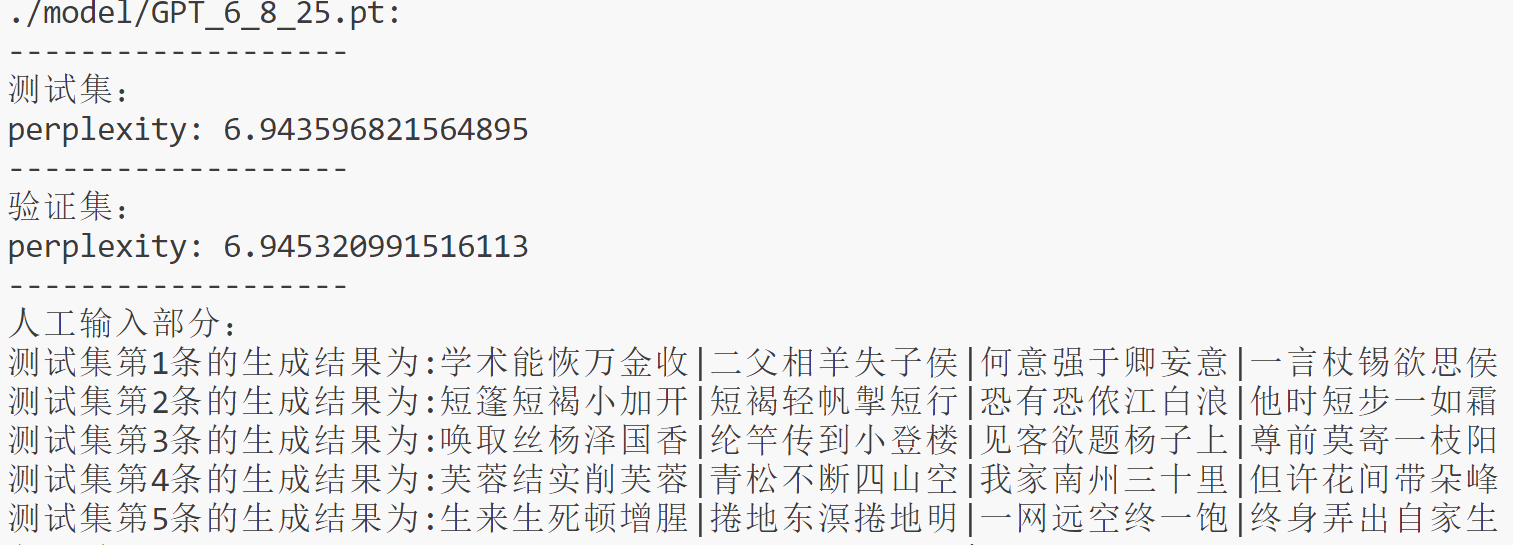 ./model/GPT_6_8_25.pt:
-------------------
测试集：
perplexity: 6.943596821564895
-------------------
验证集：
perplexity: 6.945320991516113
-------------------
人工输入部分：
测试集第1条的生成结果为:学术能恢万金收|二父相羊失子侯|何意强于卿妄意|一言杖锡欲思侯
测试集第2条的生成结果为:短篷短褐小加开|短褐轻帆掣短行|恐有恐侬江白浪|他时短步一如霜
测试集第3条的生成结果为:唤取丝杨泽国香|纶竿传到小登楼|见客欲题杨子上|尊前莫寄一枝阳
测试集第4条的生成结果为:芙蓉结实削芙蓉|青松不断四山空|我家南州三十里|但许花间带朵峰
测试集第5条的生成结果为:生来生死顿增腥|捲地东溟捲地明|一网远空终一饱|终身弄出自家生